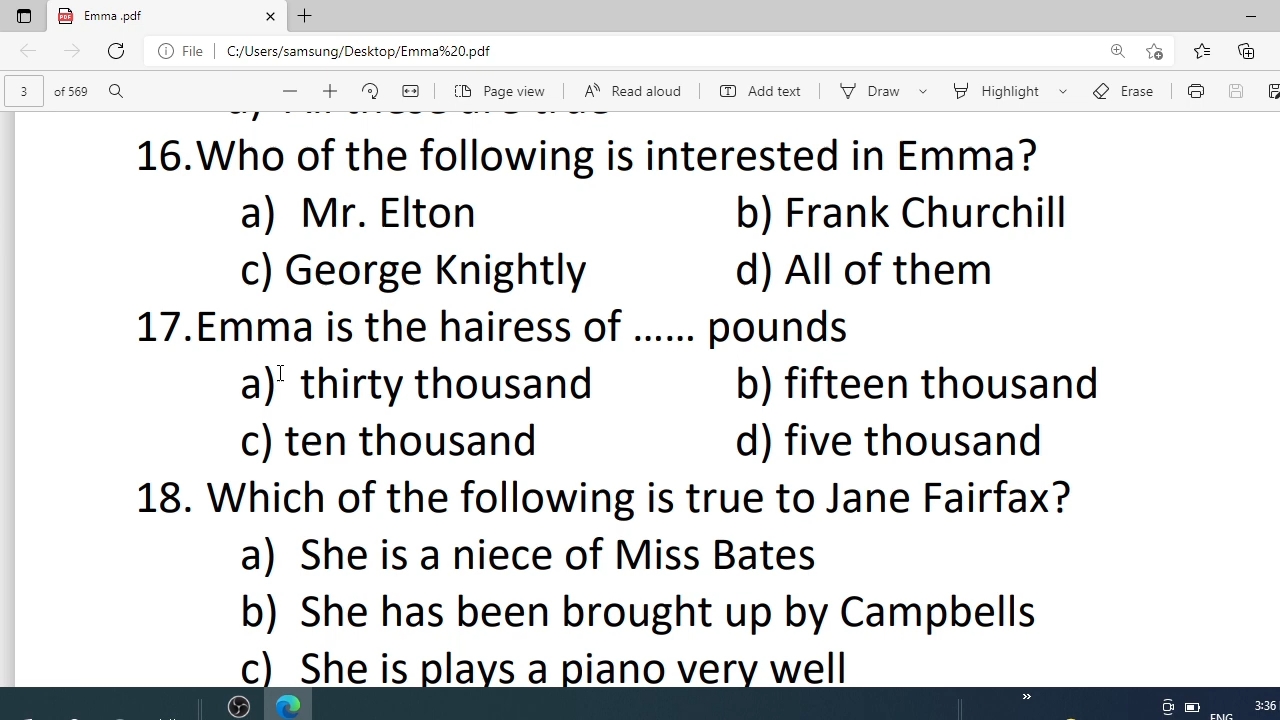 Emma .pdf
File
C:/Users/samsung/Desktop/Emma%20.pdf
3 of 569
Page view
Read aloud
Add text
Draw
Highlight
Erase
16.Who of the following is interested in Emma?
a) Mr. Elton b) Frank Churchill
c) George Knightly d) All of them
17.Emma is the hairess of …… pounds
a) thirty thousand b) fifteen thousand
c) ten thousand d) five thousand
18. Which of the following is true to Jane Fairfax?
a) She is a niece of Miss Bates
b) She has been brought up by Campbells
c) She is plays a piano very well
ENG
3:36